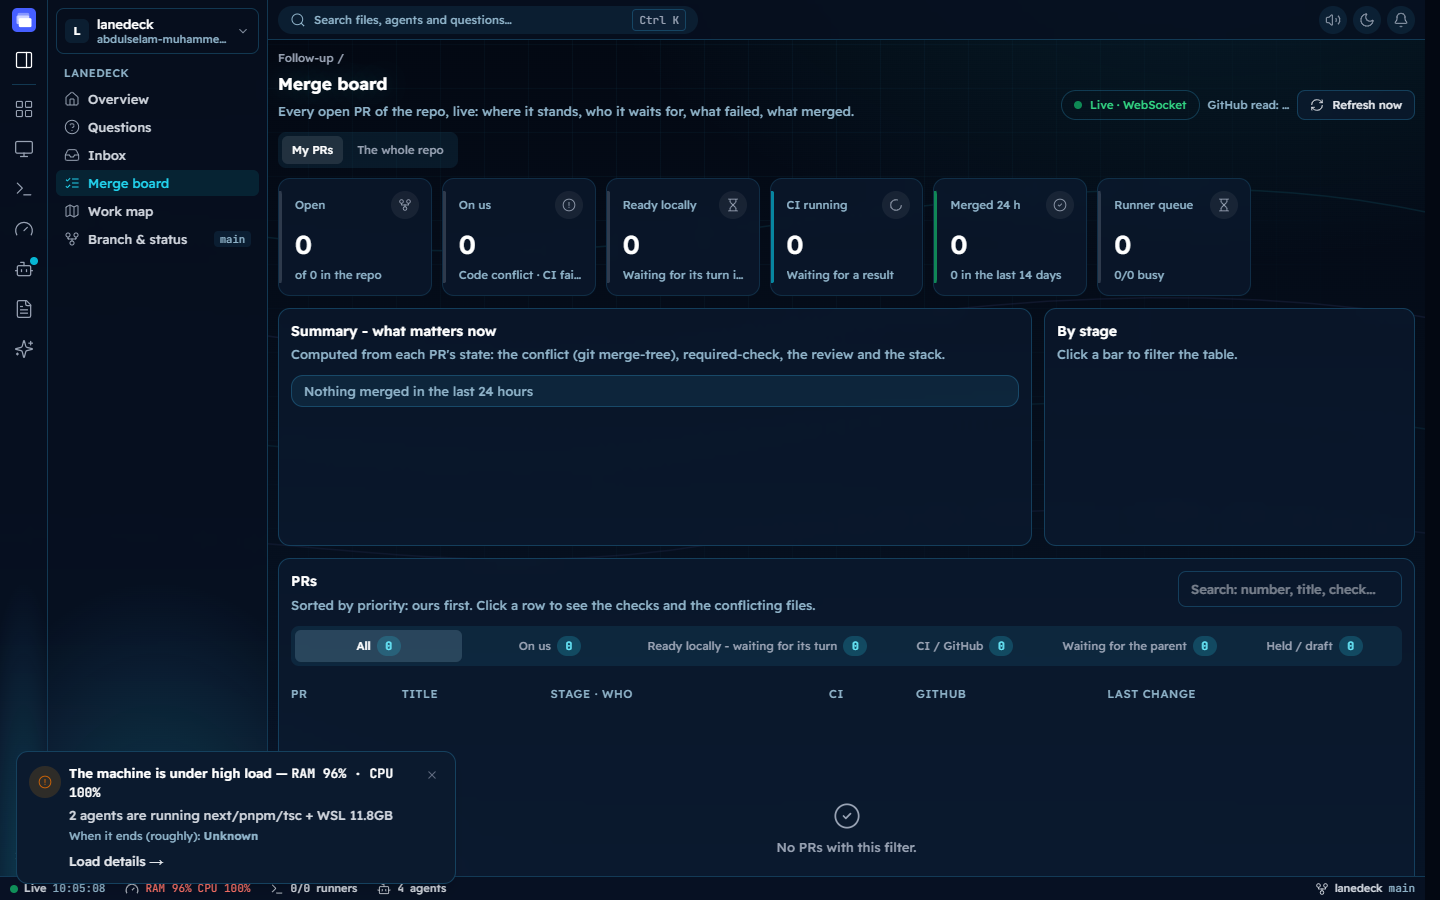 L
lanedeck
abdulselam-muhamme...
Search files, agents and questions...
Ctrl K
LANEDECK
Overview
Questions
Inbox
Merge board
Work map
Branch & status
main
Follow-up /
Merge board
Every open PR of the repo, live: where it stands, who it waits for, what failed, what merged.
Live · WebSocket
GitHub read: ...
Refresh now
My PRs
The whole repo
Open
0
of 0 in the repo
On us
0
Code conflict · CI fai...
Ready locally
0
Waiting for its turn i...
CI running
0
Waiting for a result
Merged 24 h
0
0 in the last 14 days
Runner queue
0
0/0 busy
Summary - what matters now
Computed from each PR's state: the conflict (git merge-tree), required-check, the review and the stack.
Nothing merged in the last 24 hours
By stage
Click a bar to filter the table.
PRs
Sorted by priority: ours first. Click a row to see the checks and the conflicting files.
Search: number, title, check...
All 0
On us 0
Ready locally - waiting for its turn 0
CI / GitHub 0
Waiting for the parent 0
Held / draft 0
PR
TITLE
STAGE · WHO
CI
GITHUB
LAST CHANGE
No PRs with this filter.
The machine is under high load — RAM 96% · CPU
100%
2 agents are running next/pnpm/tsc + WSL 11.8GB
When it ends (roughly): Unknown
Load details →
Live 10:05:08
RAM 96% CPU 100%
0/0 runners
4 agents
lanedeck main